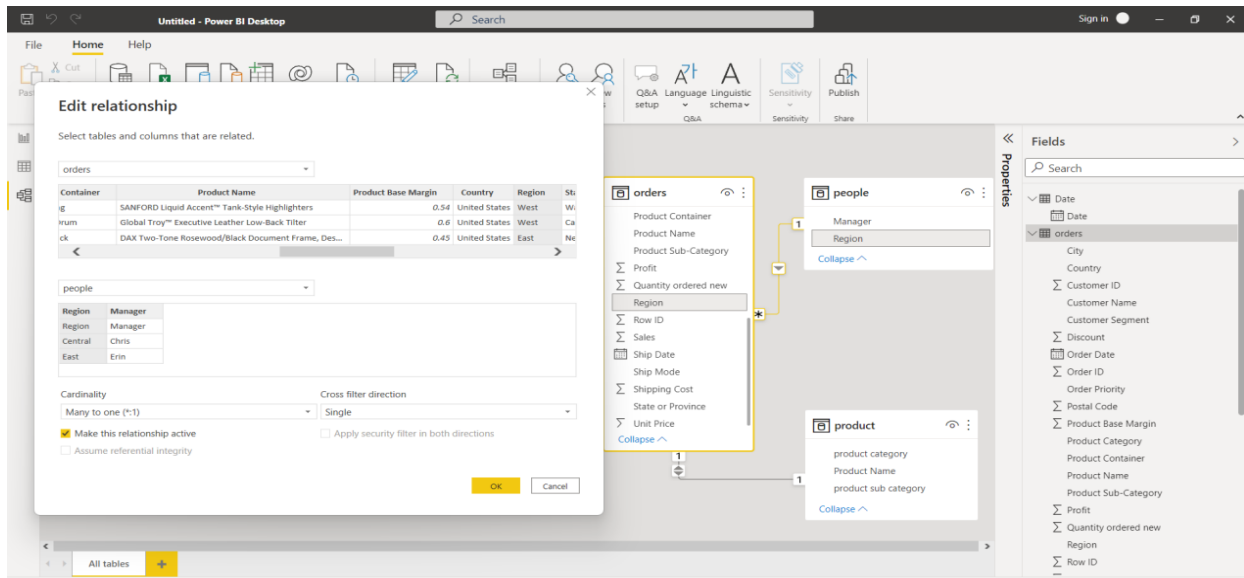 Untitled - Power BI Desktop
Search
Sign in
File Home Help
Cut
Q&A setup
Language
Linguistic schema
Sensitivity
Publish
Q&A
Sensitivity
Share
Edit relationship
Select tables and columns that are related.
orders
Container Product Name Product Base Margin Country Region
SANFORD Liquid Accent™ Tank-Style Highlighters 0.54 United States West
Global Troy™ Executive Leather Low-Back Tilter 0.6 United States West
DAX Two-Tone Rosewood/Black Document Frame, Des... 0.45 United States East
people
Region Manager
Region Manager
Central Chris
East Erin
Cardinality
Many to one (*:1)
Cross filter direction
Single
Make this relationship active
Apply security filter in both directions
Assume referential integrity
OK Cancel
orders
Product Container
Product Name
Product Sub-Category
Σ Profit
Σ Quantity ordered new
Region
Σ Row ID
Σ Sales
Ship Date
Ship Mode
Σ Shipping Cost
State or Province
Σ Unit Price
Collapse
people
Manager
Region
Collapse
1
*
1
1
product
product category
Product Name
product sub category
Collapse
Properties
Fields
Search
Date
Date
orders
City
Country
Σ Customer ID
Customer Name
Customer Segment
Σ Discount
Order Date
Σ Order ID
Order Priority
Σ Postal Code
Σ Product Base Margin
Product Category
Product Container
Product Name
Product Sub-Category
Σ Profit
Σ Quantity ordered new
Region
Σ Row ID
All tables